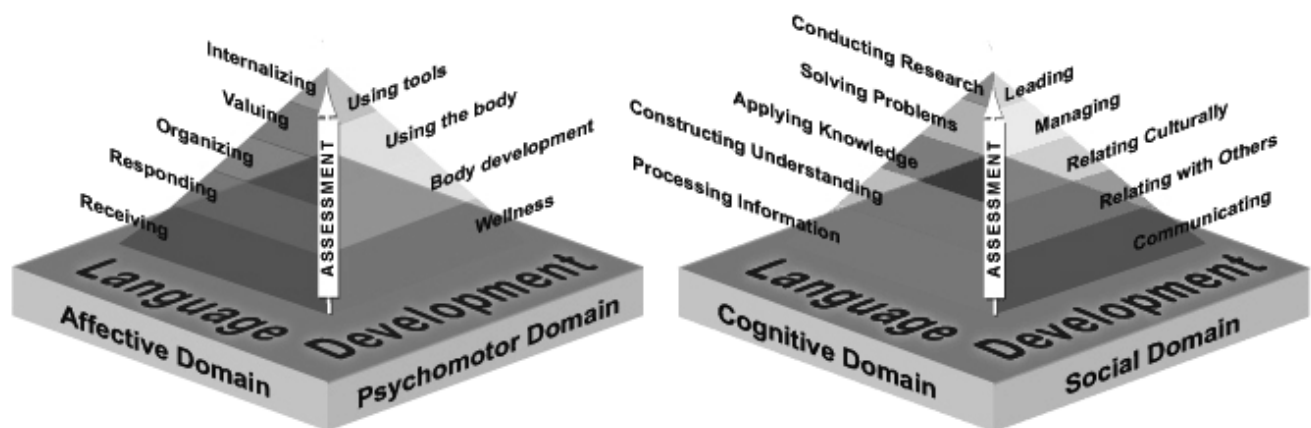 Internalizing
Valuing
Organizing
Responding
Receiving
Using tools
Using the body
Body development
Wellness
ASSESSMENT
Language
Development
Affective Domain
Psychomotor Domain
Conducting Research
Solving Problems
Applying Knowledge
Constructing Understanding
Processing Information
Leading
Managing
Relating Culturally
Relating with Others
Communicating
ASSESSMENT
Language
Development
Cognitive Domain
Social Domain